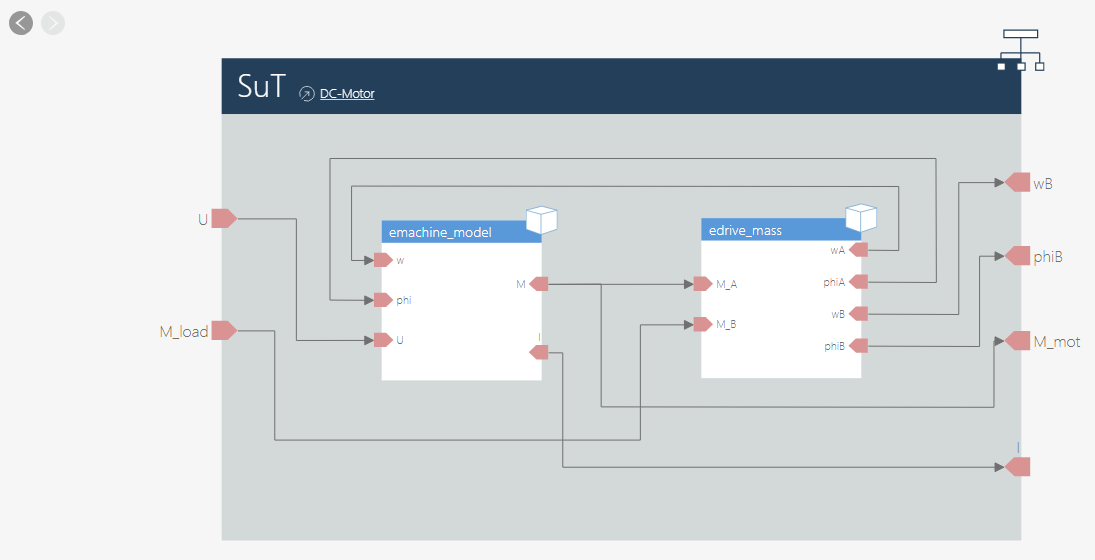 SuT DC-Motor
wB
U
emachine_model
edrive_mass
wA
w
phiB
M
M_A
phiA
phi
wB
M_B
M_load
U
I
phiB
M_mot
I